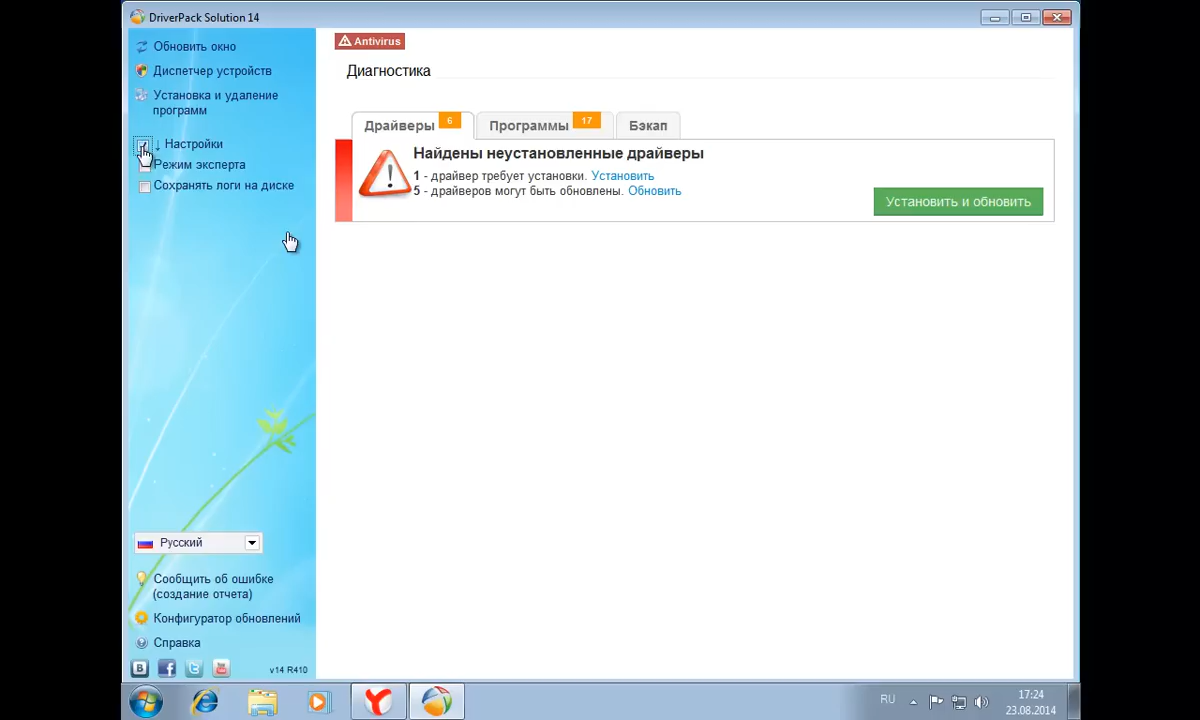 DriverPack Solution 14
Обновить окно
Диспетчер устройств
Установка и удаление
программ
↓ Настройки
Режим эксперта
Сохранять логи на диске
Русский
Сообщить об ошибке
(создание отчета)
Конфигуратор обновлений
Справка
v14 R410
Antivirus
Диагностика
Драйверы 6
Программы 17
Бэкап
Найдены неустановленные драйверы
1 - драйвер требует установки. Установить
5 - драйверов могут быть обновлены. Обновить
Установить и обновить
RU
17:24
23.08.2014